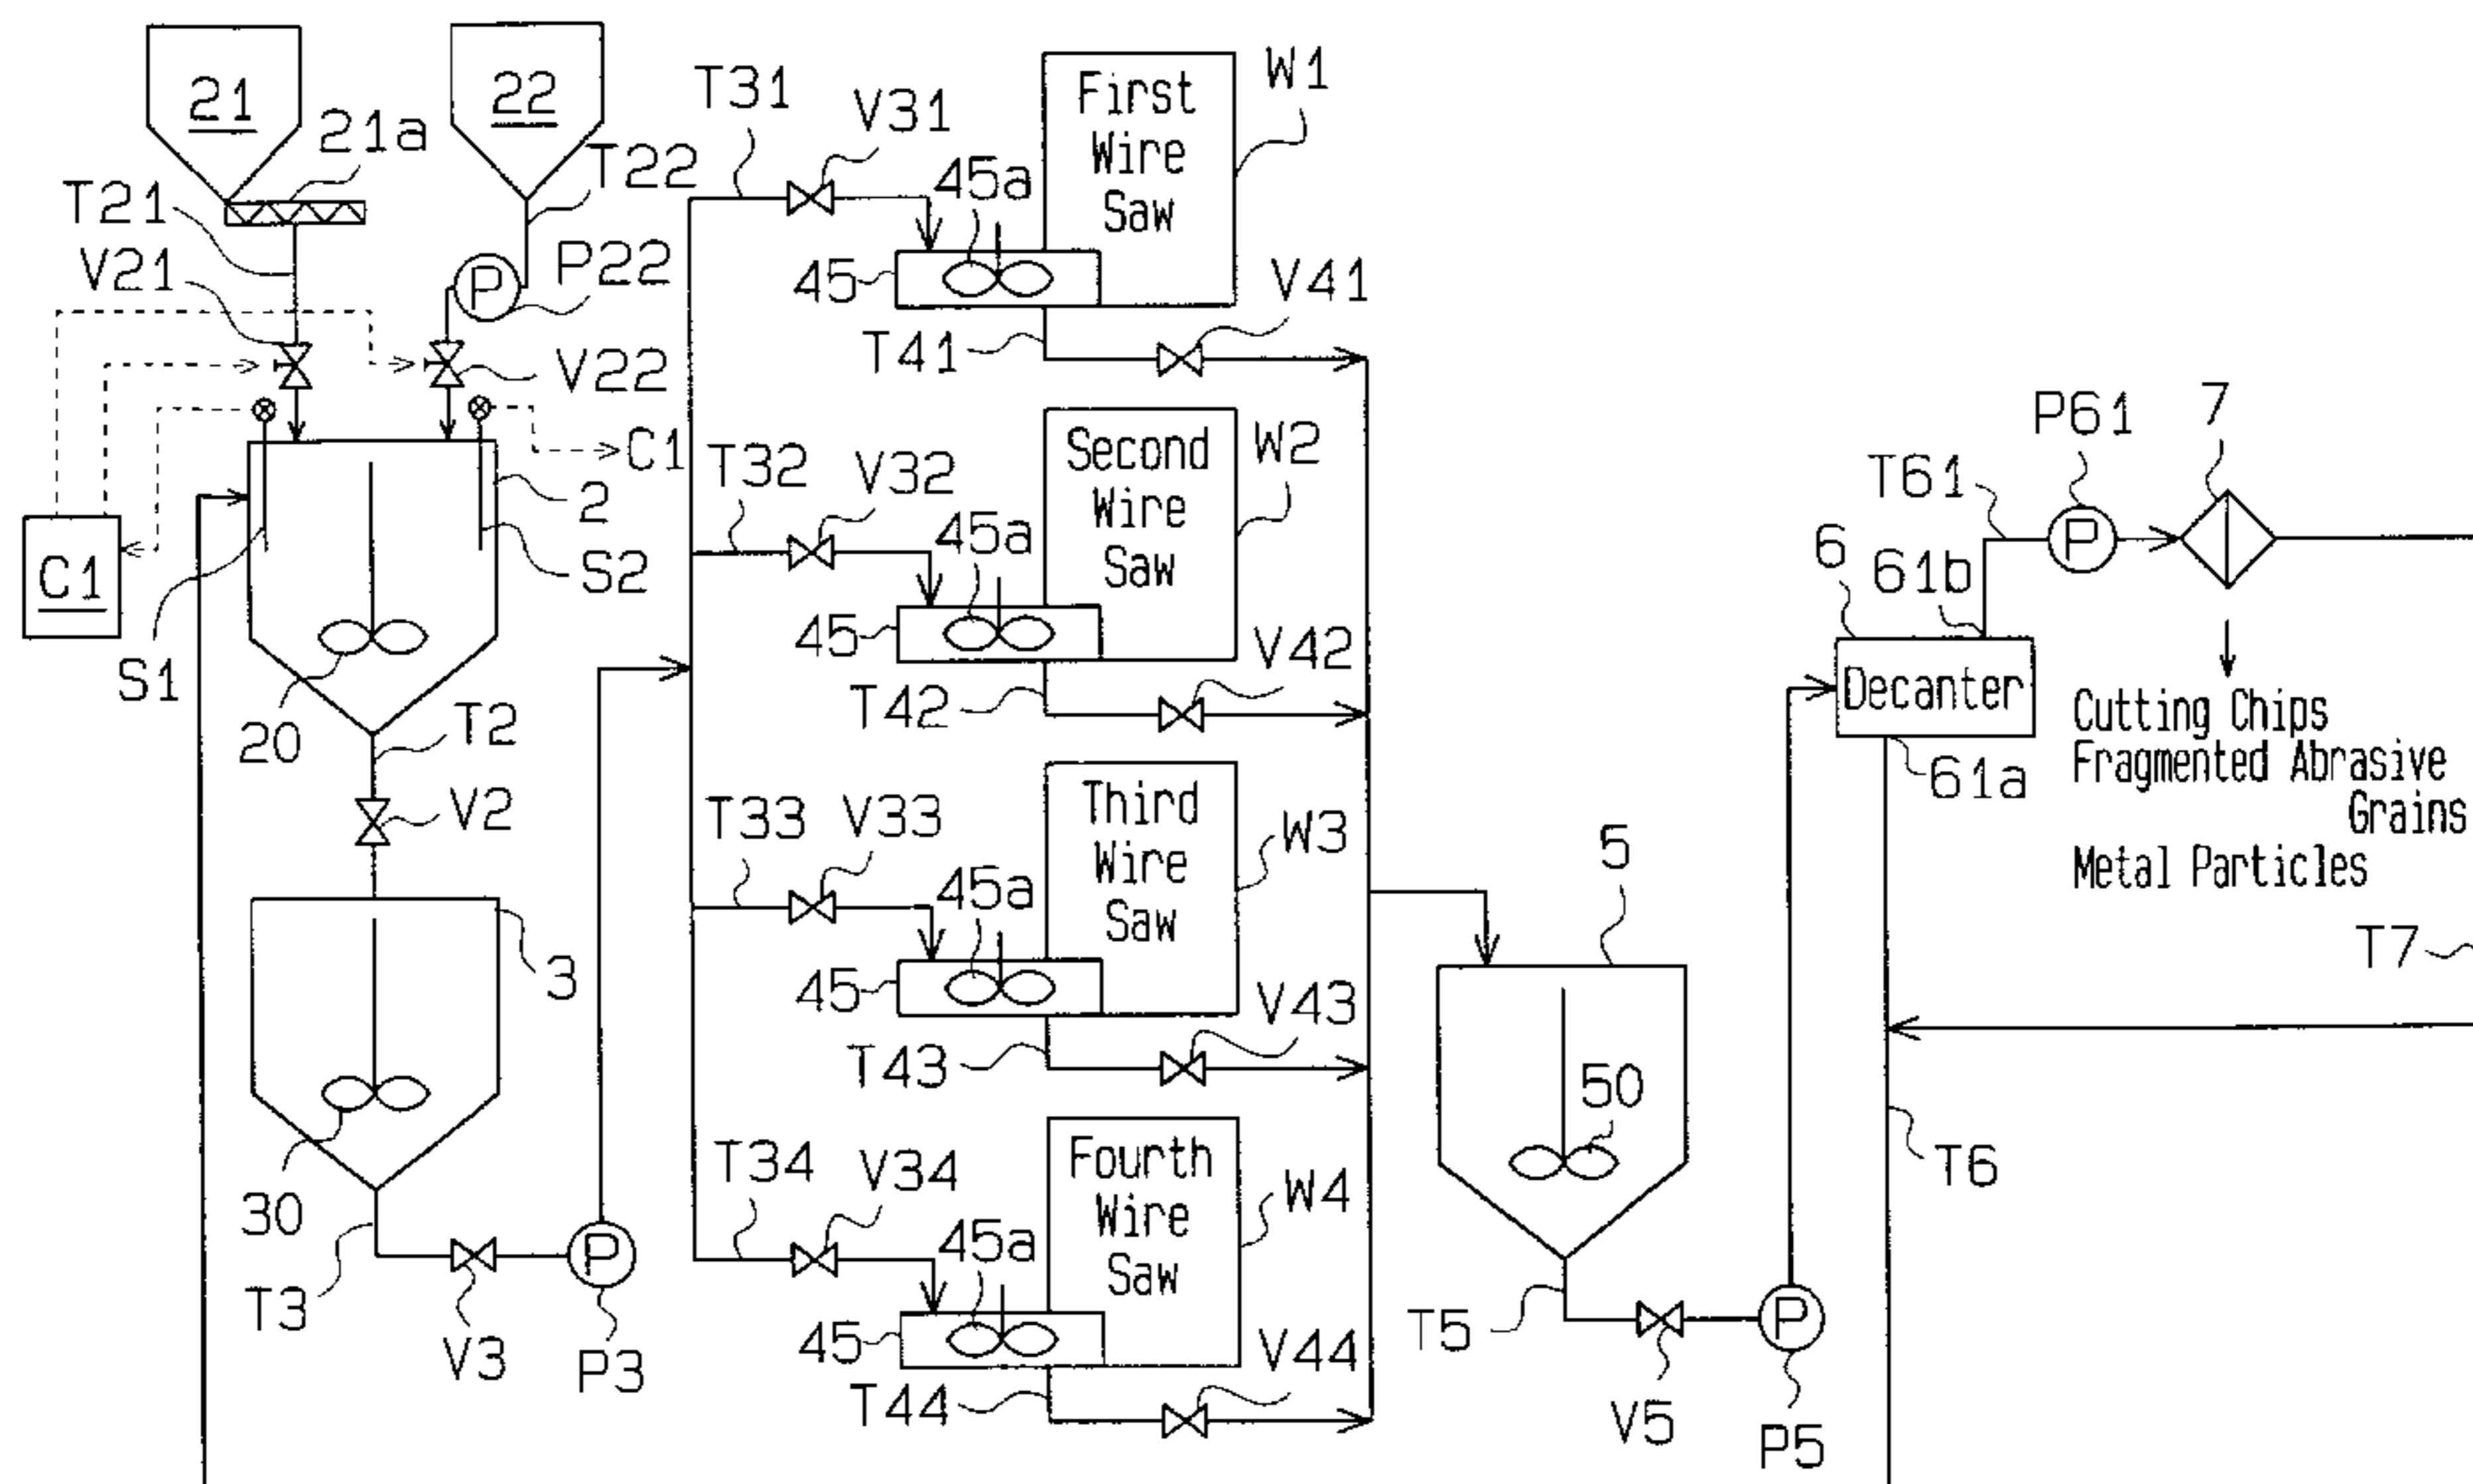 21
22
21a
T21
T22
V21
P22
V22
C1
2
C1
S1
S2
20
T2
V2
3
30
T3
V3
P3
T31
V31
45a
First
Wire
Saw
W1
45
V41
T41
T32
V32
45a
Second
Wire
Saw
W2
45
V42
T42
T33
V33
45a
Third
Wire
Saw
W3
45
V43
T43
T34
V34
45a
Fourth
Wire
Saw
W4
45
V44
T44
5
50
T5
V5
P5
P
P
P
P
P61
7
T61
6
61b
Decanter
61a
Cutting Chips
Fragmented Abrasive
Grains
Metal Particles
T7
T6